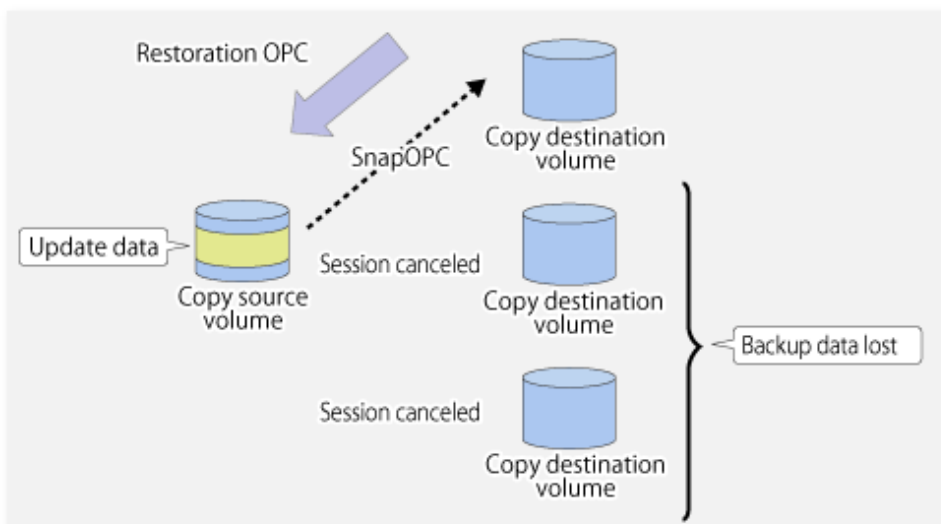 Restoration OPC
Copy destination
volume
SnapOPC
Update data
Copy source
volume
Session canceled
Copy destination
volume
Backup data lost
Session canceled
Copy destination
volume